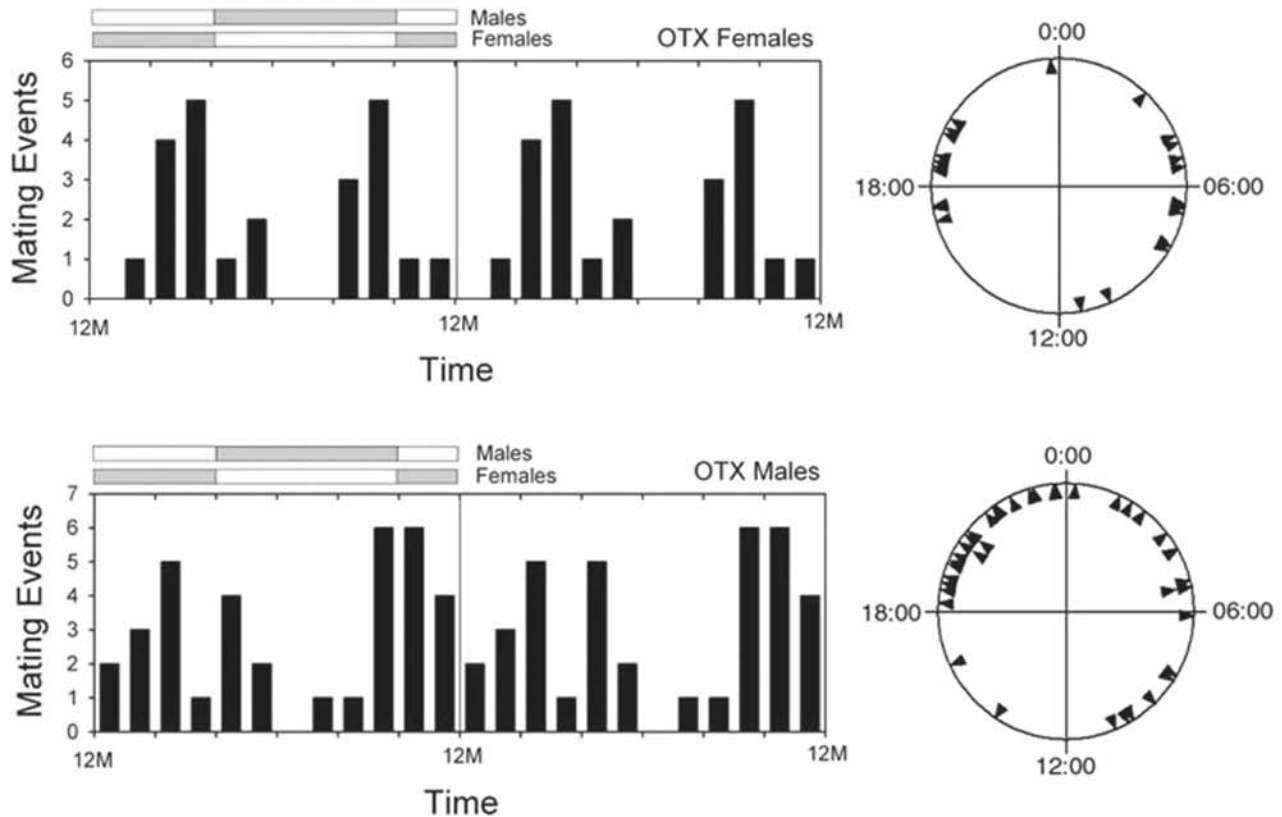 Males
Females
OTX Females
0:00
6
5
4
3
2
1
0
Mating Events
18:00
06:00
12:00
12M
12M
12M
Time
Males
Females
OTX Males
0:00
7
6
5
4
3
2
1
0
Mating Events
18:00
06:00
12:00
12M
12M
12M
Time